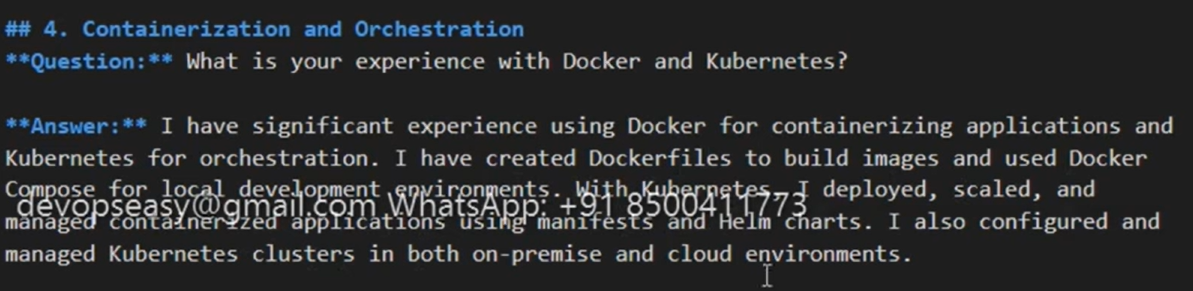 ## 4. Containerization and Orchestration
**Question:** What is your experience with Docker and Kubernetes?
**Answer:** I have significant experience using Docker for containerizing applications and
Kubernetes for orchestration. I have created Dockerfiles to build images and used Docker
Compose for local development environments. With Kubernetes, I deployed, scaled, and
devopseasy@gmail.com WhatsApp: +91 8500411773
managed containerized applications using manifests and Helm charts. I also configured and
managed Kubernetes clusters in both on-premise and cloud environments.